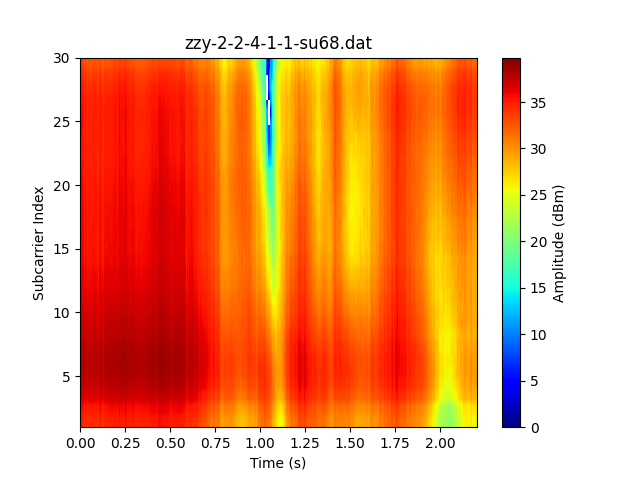 zzy-2-2-4-1-1-su68.dat
30
25
20
15
10
5
Subcarrier Index
0.00 0.25 0.50 0.75 1.00 1.25 1.50 1.75 2.00
Time (s)
35
30
25
20
15
10
5
0
Amplitude (dBm)